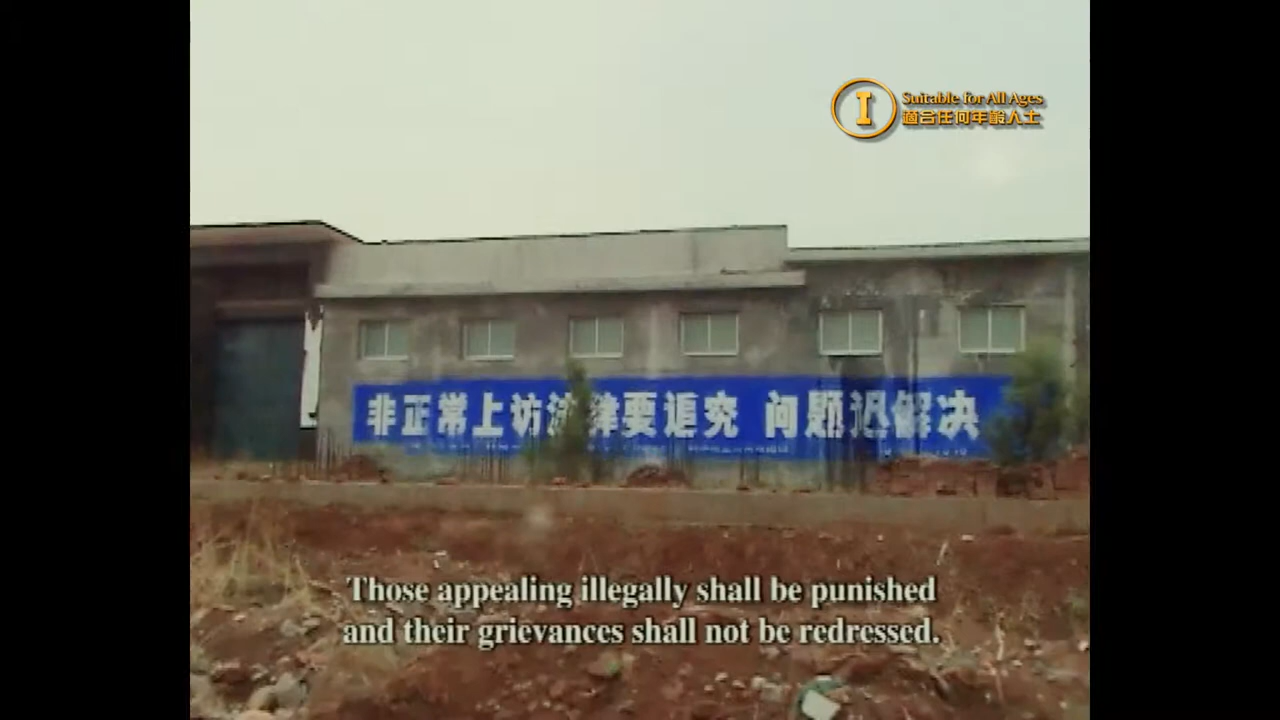 Suitable for All Ages
適合任何年齡人士
I
非正常上访法律要追究 问题迟解决
Those appealing illegally shall be punished
and their grievances shall not be redressed.